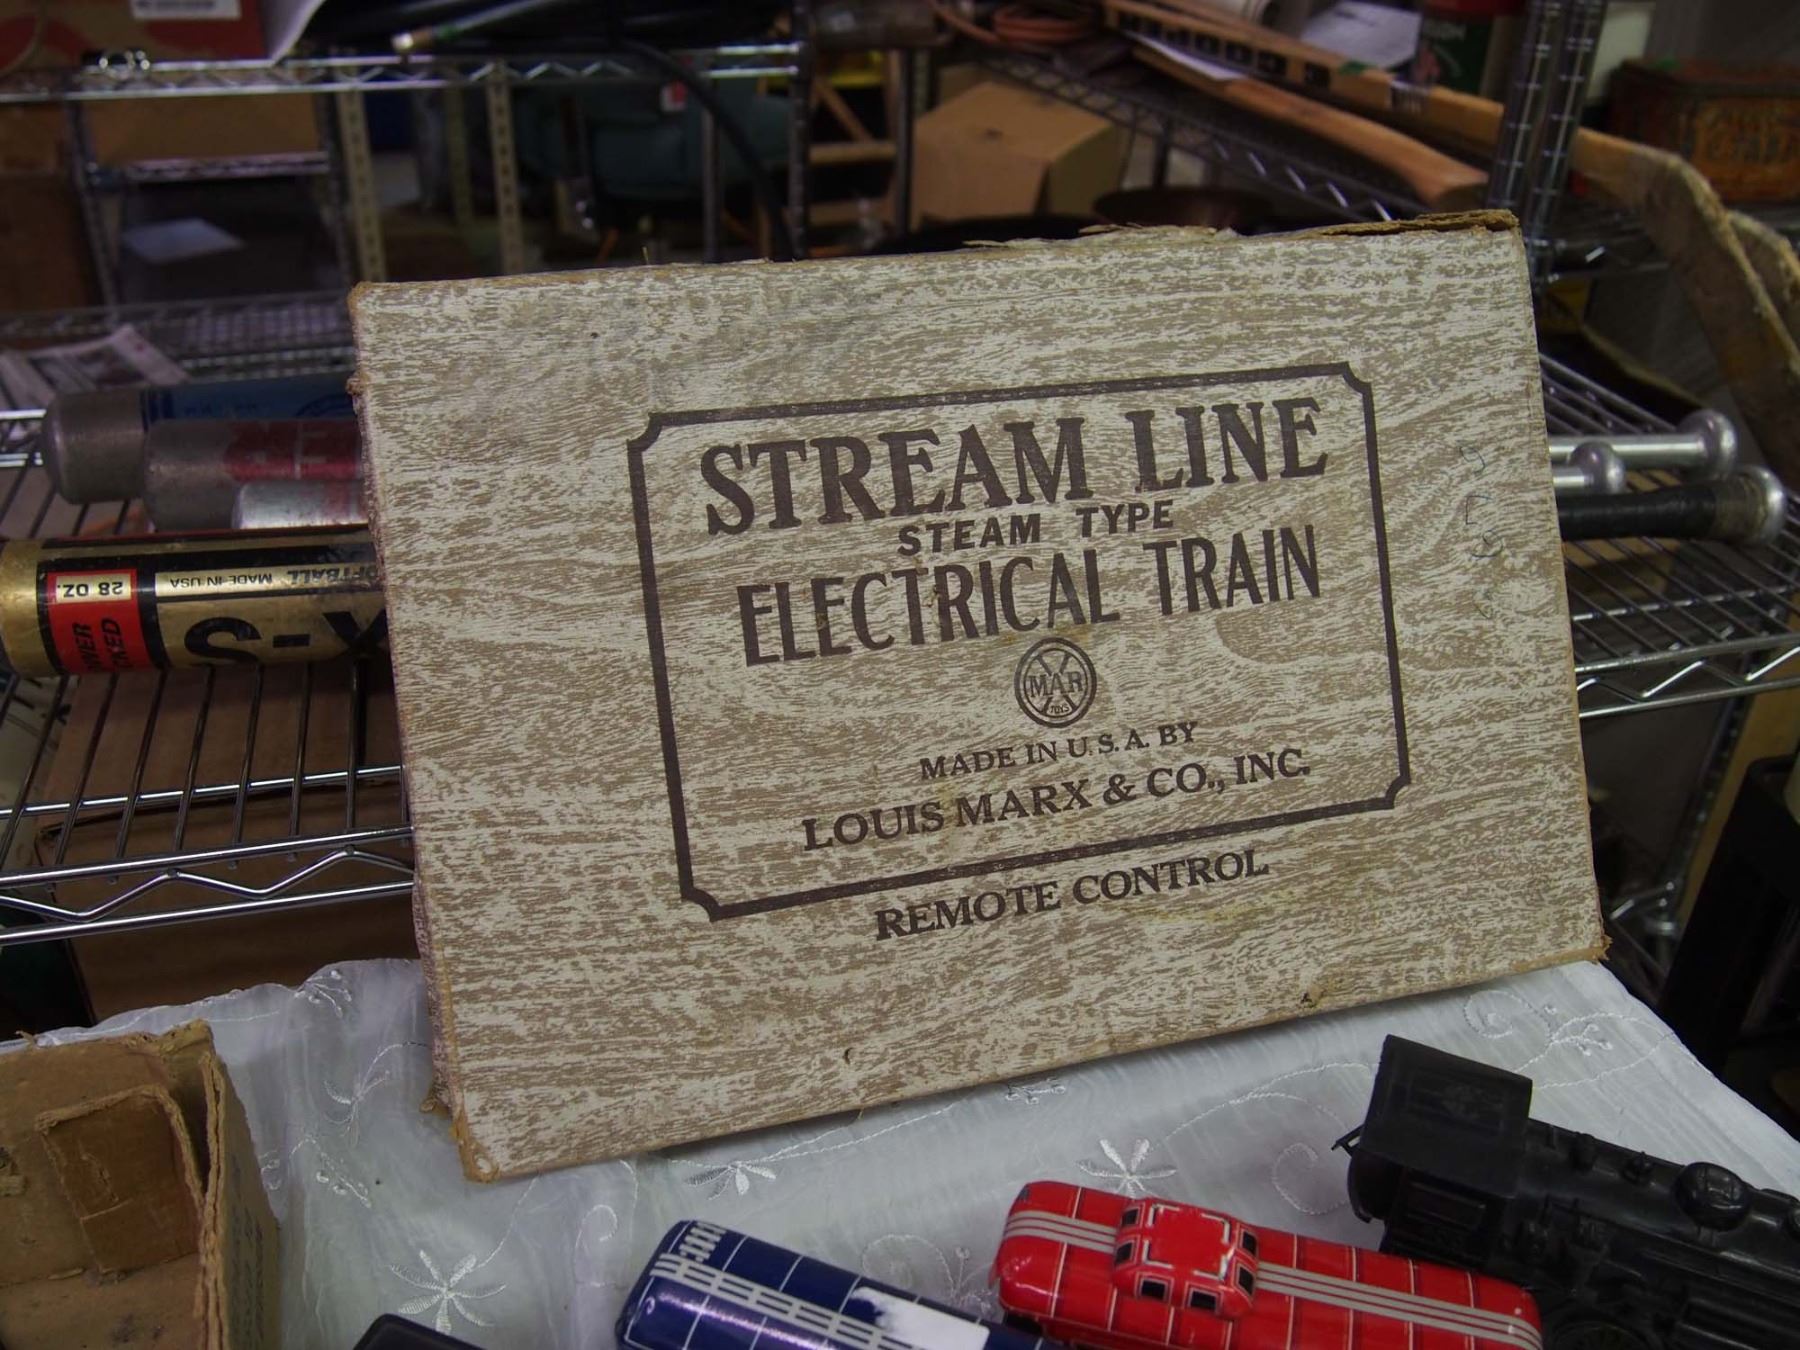 STREAM LINE
STEAM TYPE
ELECTRICAL TRAIN
MAR
TOYS
MADE IN U.S.A. BY
LOUIS MARX & CO., INC.
REMOTE CONTROL
28 OZ.
SOFTBALL MADE IN USA